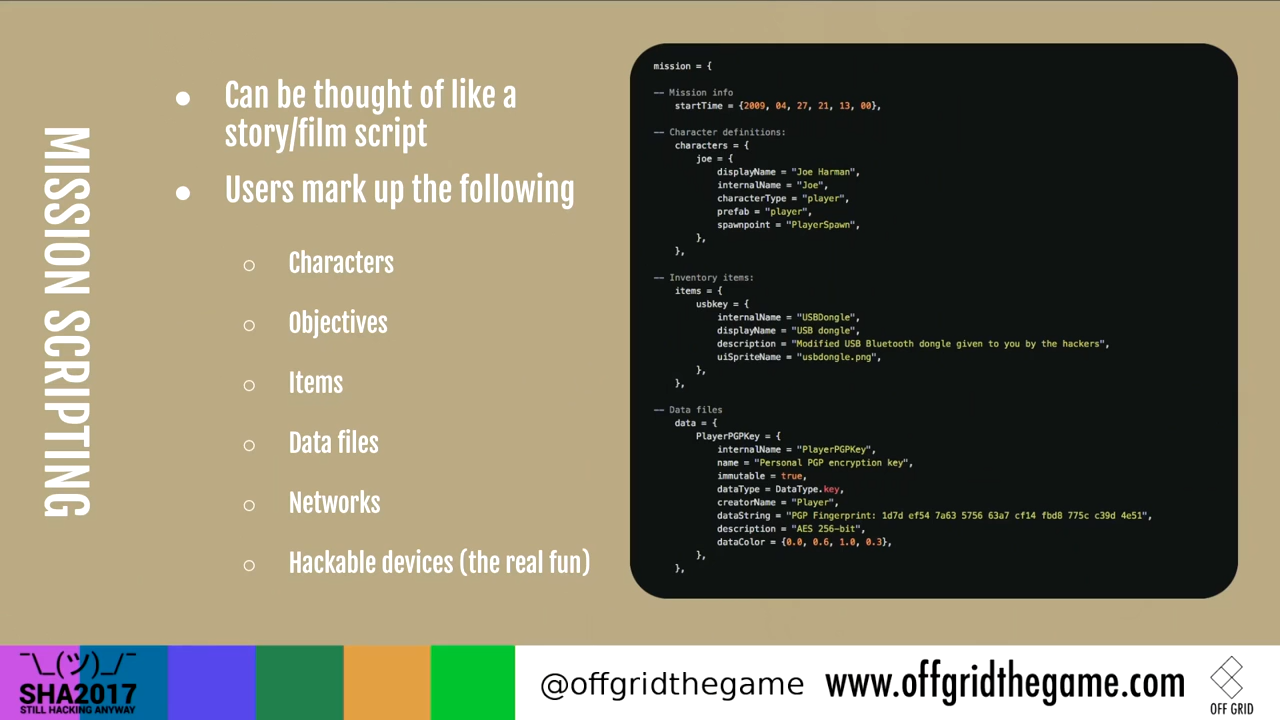 MISSION SCRIPTING
● Can be thought of like a
story/film script
● Users mark up the following
○ Characters
○ Objectives
○ Items
○ Data files
○ Networks
○ Hackable devices (the real fun)
mission = {
-- Mission info
startTime = {2009, 04, 27, 21, 13, 00},
-- Character definitions:
characters = {
joe = {
displayName = "Joe Harman",
internalName = "Joe",
characterType = "player",
prefab = "player",
spawnpoint = "PlayerSpawn",
},
},
-- Inventory items:
items = {
usbkey = {
internalName = "USBDongle",
displayName = "USB dongle",
description = "Modified USB Bluetooth dongle given to you by the hackers",
uiSpriteName = "usbdongle.png",
},
},
-- Data files
data = {
PlayerPGPKey = {
internalName = "PlayerPGPKey",
name = "Personal PGP encryption key",
immutable = true,
dataType = DataType.key,
creatorName = "Player",
dataString = "PGP Fingerprint: 1d7d ef54 7a63 5756 63a7 cf14 fbd8 775c c39d 4e51",
description = "AES 256-bit",
dataColor = {0.0, 0.6, 1.0, 0.3},
},
},
¯\_(ツ)_/¯
SHA2017
STILL HACKING ANYWAY
@offgridthegame
www.offgridthegame.com
OFF GRID